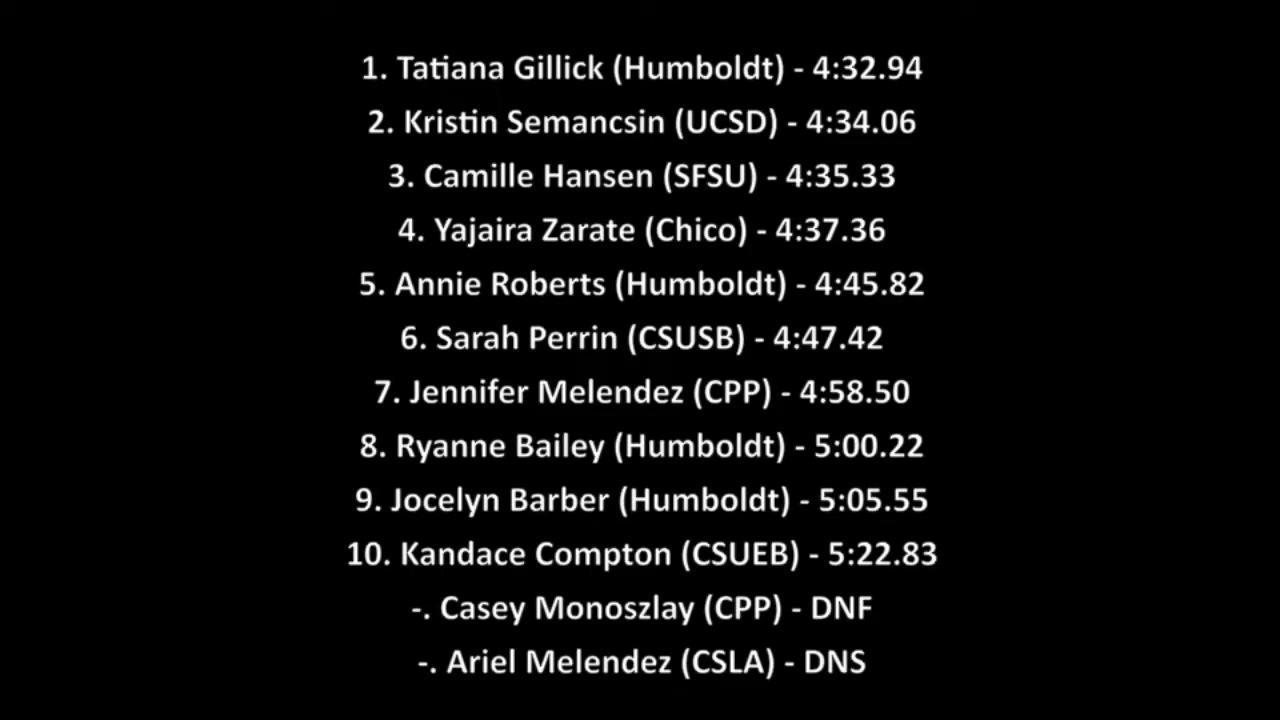 1. Tatiana Gillick (Humboldt) - 4:32.94
2. Kristin Semancsin (UCSD) - 4:34.06
3. Camille Hansen (SFSU) - 4:35.33
4. Yajaira Zarate (Chico) - 4:37.36
5. Annie Roberts (Humboldt) - 4:45.82
6. Sarah Perrin (CSUSB) - 4:47.42
7. Jennifer Melendez (CPP) - 4:58.50
8. Ryanne Bailey (Humboldt) - 5:00.22
9. Jocelyn Barber (Humboldt) - 5:05.55
10. Kandace Compton (CSUEB) - 5:22.83
-. Casey Monoszlay (CPP) - DNF
-. Ariel Melendez (CSLA) - DNS